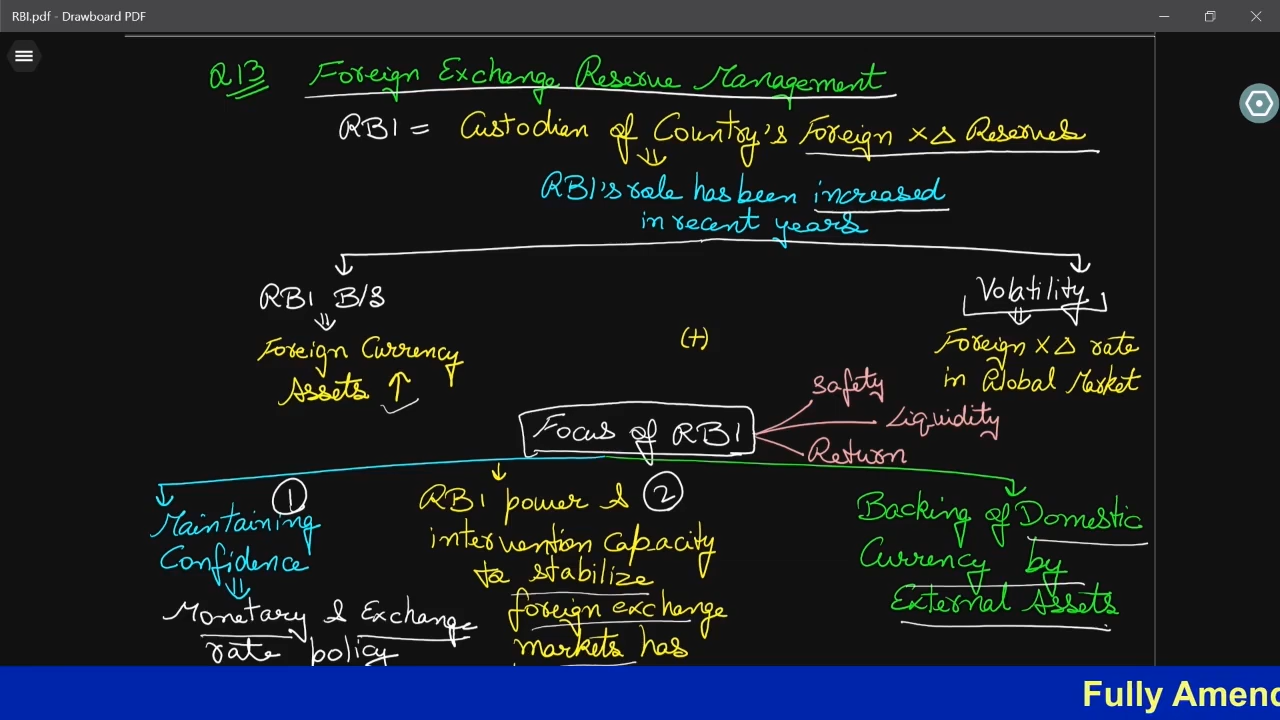 RBI.pdf - Drawboard PDF
Q13 Foreign Exchange Reserve Management
RBI = Custodian of Country's Foreign x∆ Reserves
RBI's role has been increased
in recent years
RBI B/S
Foreign Currency
Assets ↑
Volatility
Foreign x∆ rate
in Global Market
(+)
Focus of RBI
Safety
Liquidity
Return
1
Maintaining
Confidence
Monetary & Exchange
rate policy
2
RBI power &
intervention capacity
to stabilize
foreign exchange
markets has
Backing of Domestic
Currency by
External Assets
Fully Amend